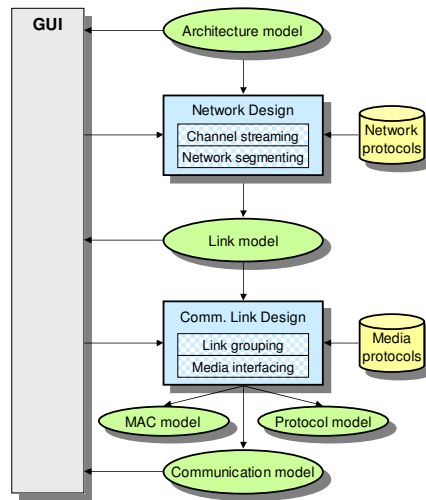 GUI
Architecture model
Network Design
Channel streaming
Network segmenting
Network
protocols
Link model
Comm. Link Design
Link grouping
Media interfacing
Media
protocols
MAC model
Protocol model
Communication model